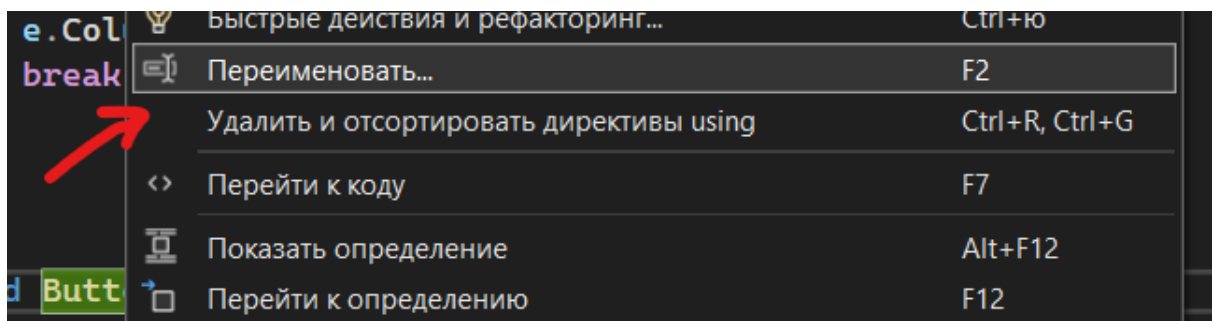 e.Col
Быстрые действия и рефакторинг... Ctrl+ю
break
Переименовать... F2
Удалить и отсортировать директивы using Ctrl+R, Ctrl+G
<> Перейти к коду F7
Показать определение Alt+F12
d Butt
Перейти к определению F12